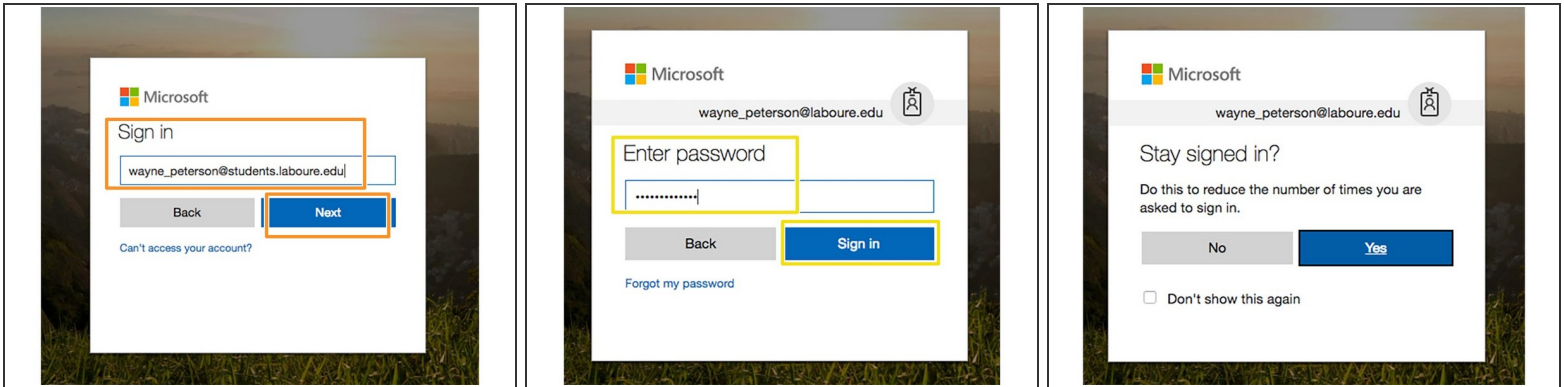 Microsoft
Sign in
wayne_peterson@students.laboure.edu
Back
Next
Can't access your account?
Microsoft
wayne_peterson@laboure.edu
Enter password
•••••••••••••
Back
Sign in
Forgot my password
Microsoft
wayne_peterson@laboure.edu
Stay signed in?
Do this to reduce the number of times you are
asked to sign in.
No
Yes
Don't show this again